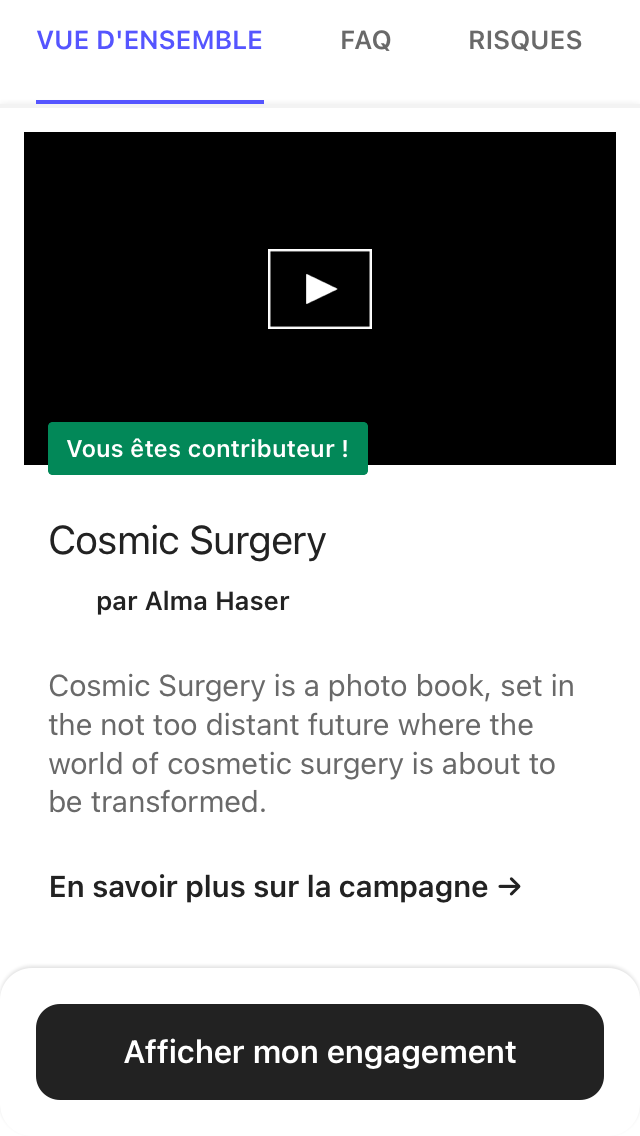 VUE D'ENSEMBLE FAQ RISQUES
Vous êtes contributeur !
Cosmic Surgery
par Alma Haser
Cosmic Surgery is a photo book, set in
the not too distant future where the
world of cosmetic surgery is about to
be transformed.
En savoir plus sur la campagne →
Afficher mon engagement